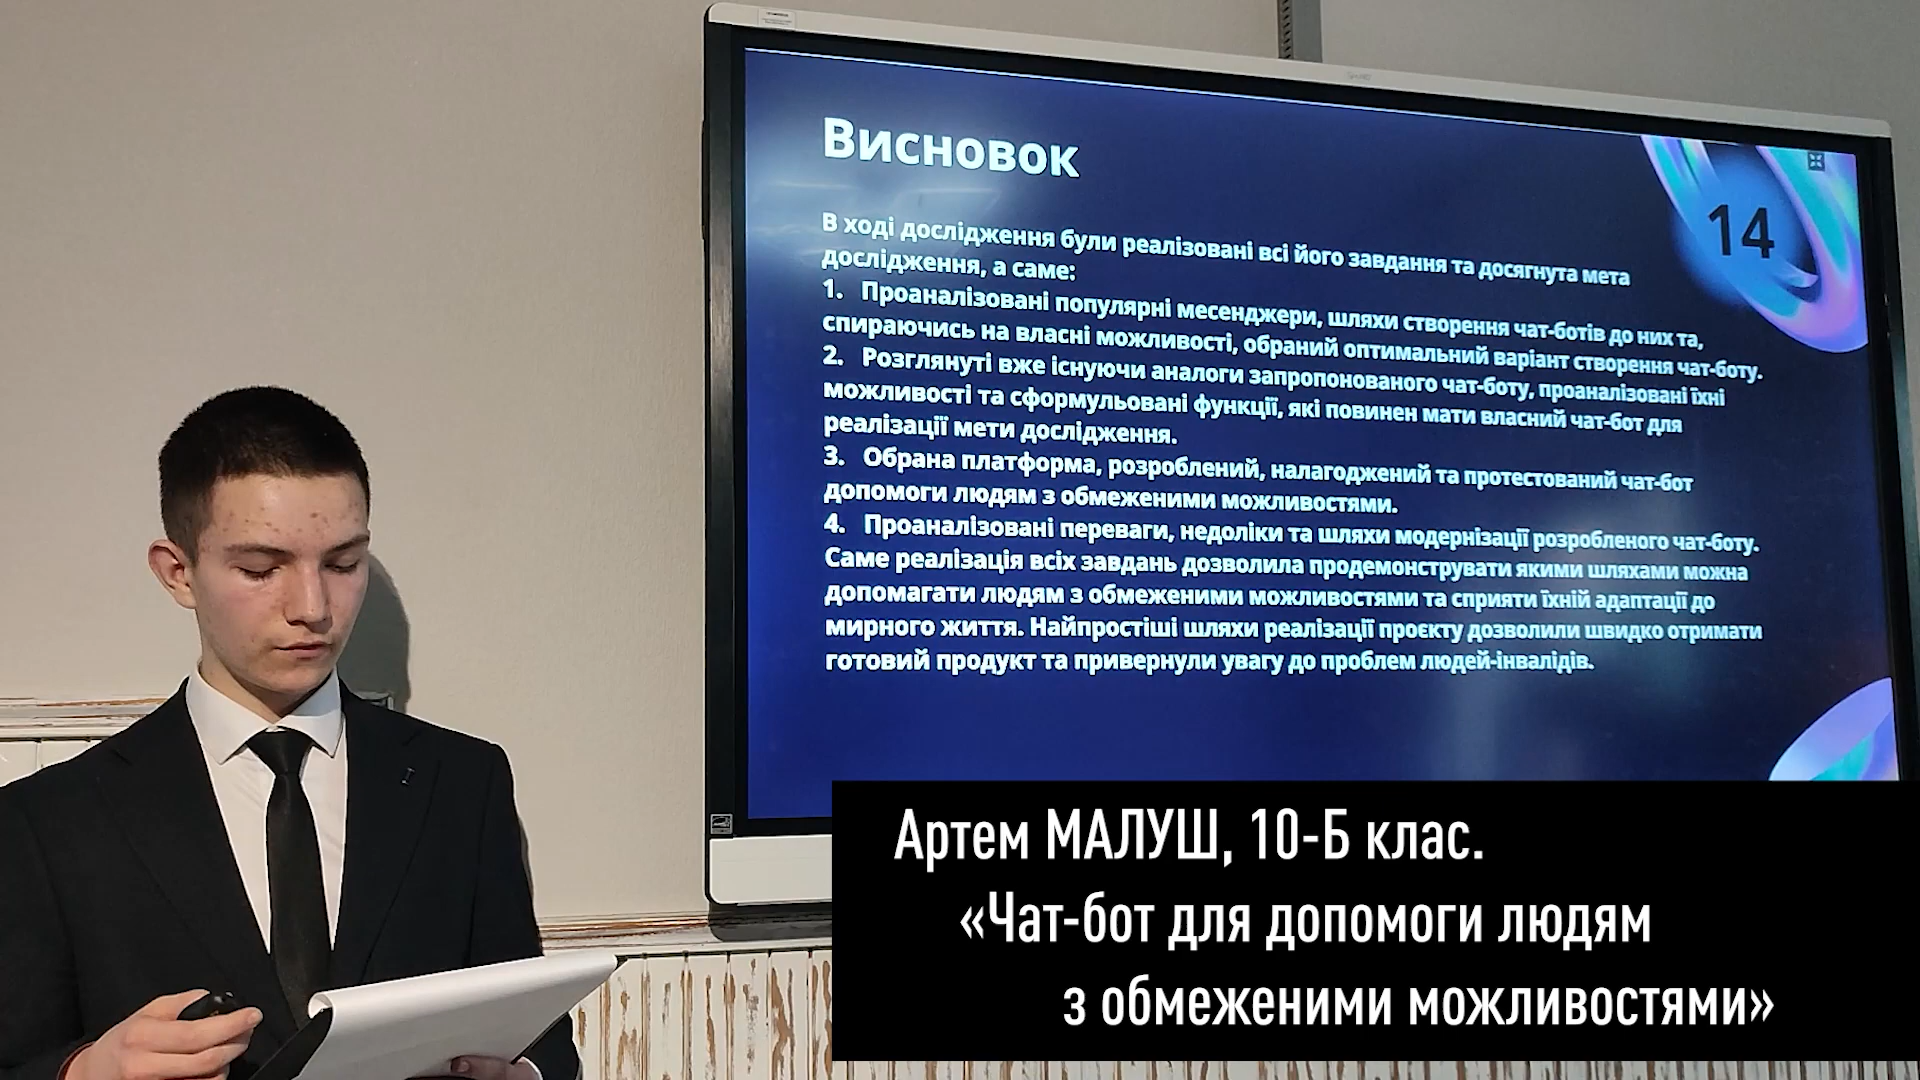 Висновок
14
В ході дослідження були реалізовані всі його завдання та досягнута мета
дослідження, а саме:
1. Проаналізовані популярні месенджери, шляхи створення чат-ботів до них та,
спираючись на власні можливості, обраний оптимальний варіант створення чат-боту.
2. Розглянуті вже існуючи аналоги запропонованого чат-боту, проаналізовані їхні
можливості та сформульовані функції, які повинен мати власний чат-бот для
реалізації мети дослідження.
3. Обрана платформа, розроблений, налагоджений та протестований чат-бот
допомоги людям з обмеженими можливостями.
4. Проаналізовані переваги, недоліки та шляхи модернізації розробленого чат-боту.
Саме реалізація всіх завдань дозволила продемонструвати якими шляхами можна
допомагати людям з обмеженими можливостями та сприяти їхній адаптації до
мирного життя. Найпростіші шляхи реалізації проєкту дозволили швидко отримати
готовий продукт та привернули увагу до проблем людей-інвалідів.
Артем МАЛУШ, 10-Б клас.
«Чат-бот для допомоги людям
з обмеженими можливостями»